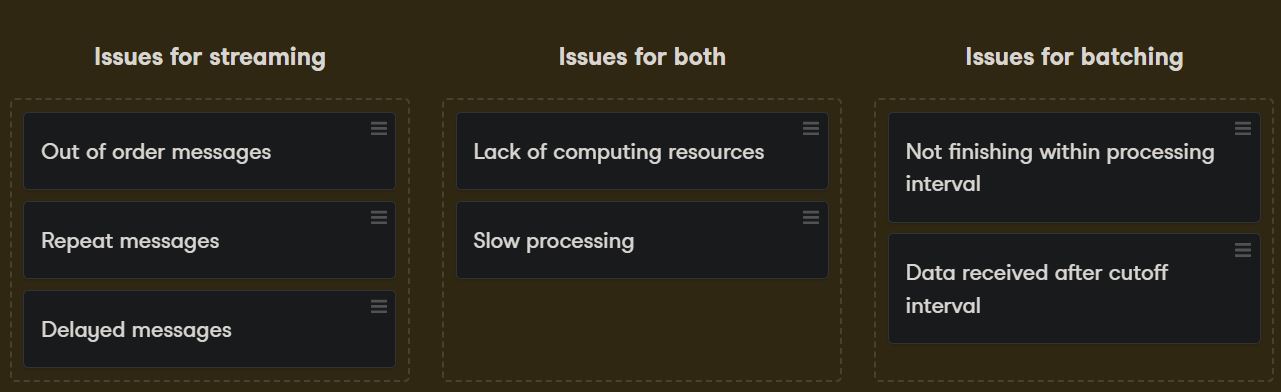 Issues for streaming
Out of order messages
Repeat messages
Delayed messages
Issues for both
Lack of computing resources
Slow processing
Issues for batching
Not finishing within processing
interval
Data received after cutoff
interval